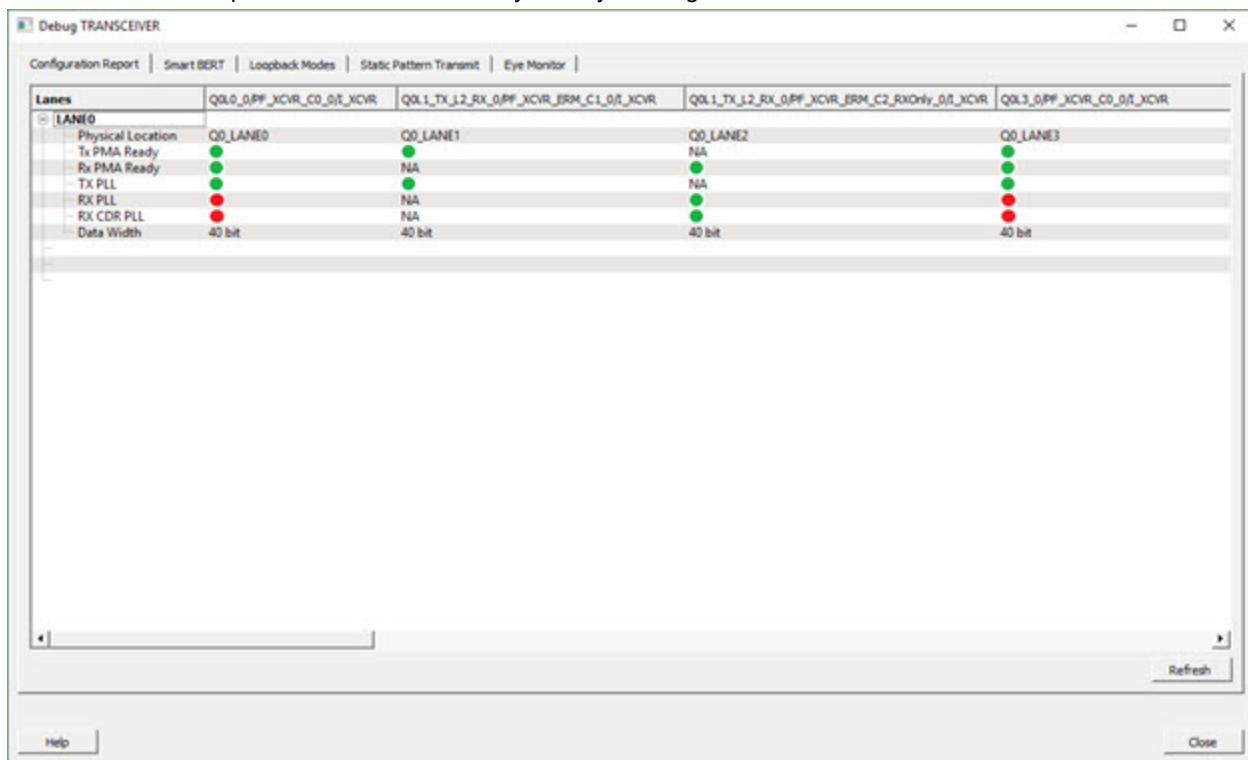 Debug TRANSCEIVER
Configuration Report Smart BERT Loopback Modes Static Pattern Transmit Eye Monitor
Lanes Q0L0_0/PF_XCVR_C0_0/I_XCVR Q0L1_TX_L2_RX_0/PF_XCVR_ERM_C1_0/I_XCVR Q0L1_TX_L2_RX_0/PF_XCVR_ERM_C2_RXOnly_0/I_XCVR Q0L3_0/PF_XCVR_C0_0/I_XCVR
LANE0
Physical Location Q0_LANE0 Q0_LANE1 Q0_LANE2 Q0_LANE3
Tx PMA Ready NA
Rx PMA Ready NA
TX PLL NA
RX PLL NA
RX CDR PLL NA
Data Width 40 bit 40 bit 40 bit 40 bit
Refresh
Help Close